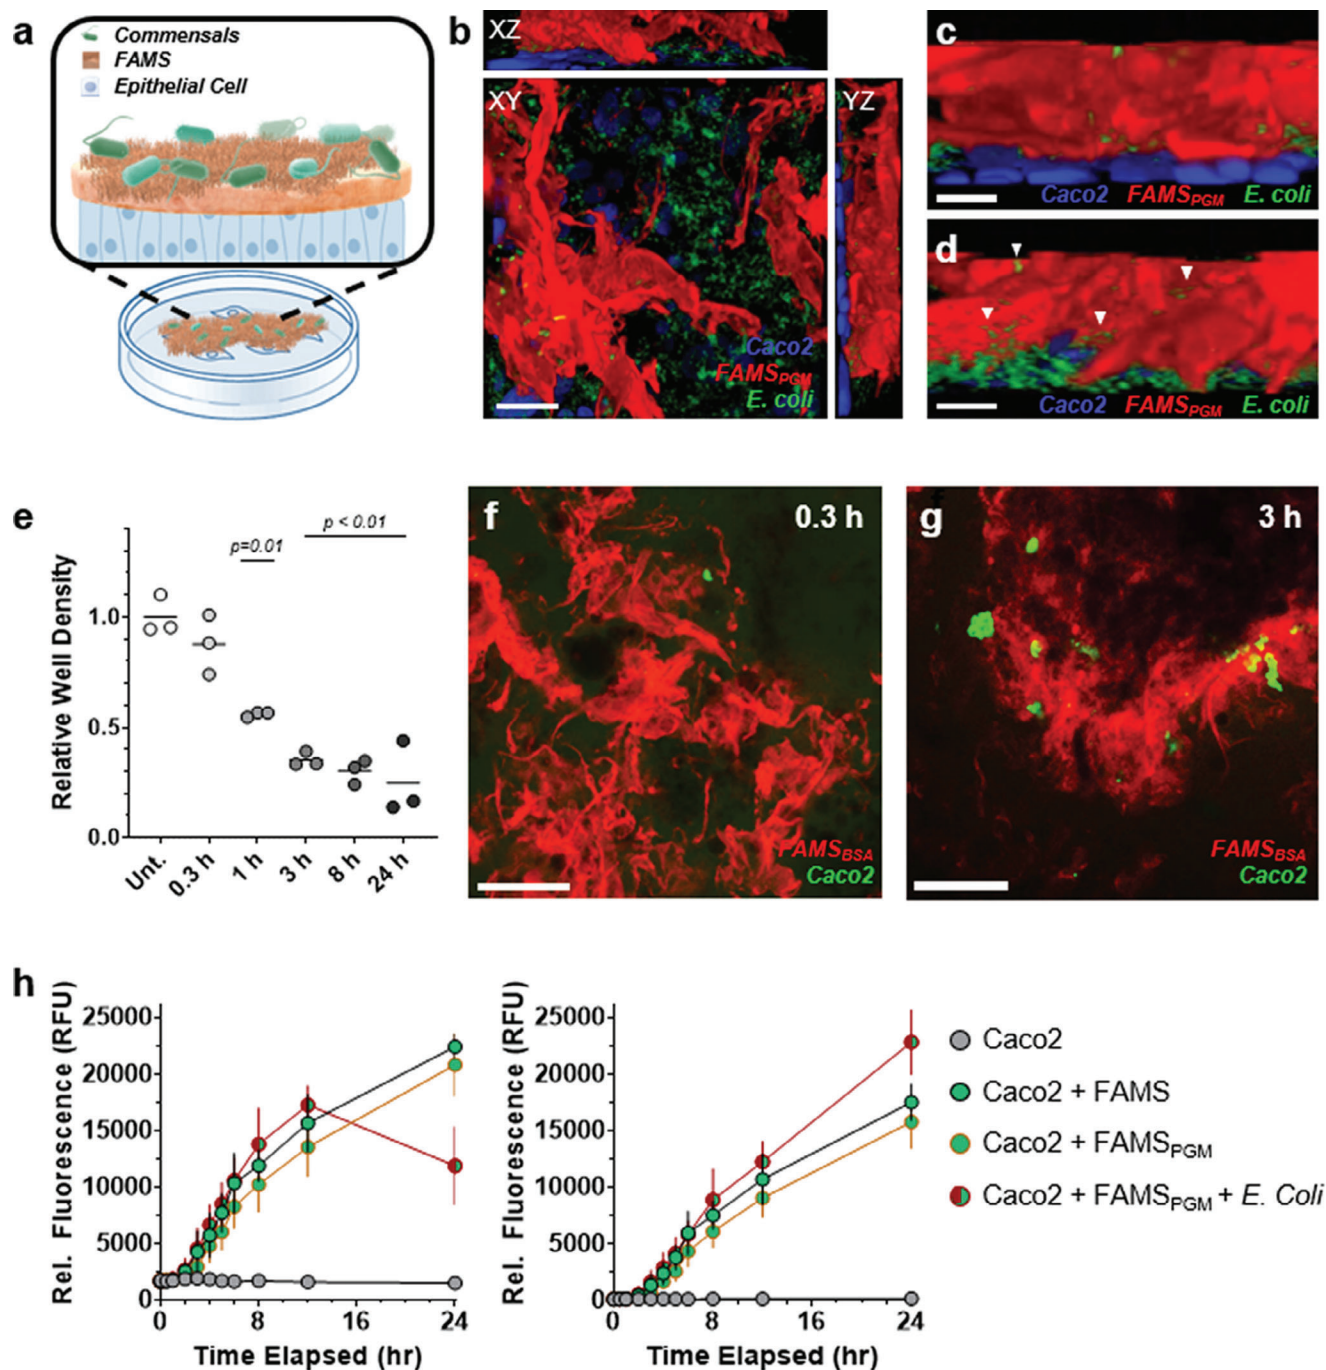 a
Commensals
FAMS
Epithelial Cell
b
XZ
XY
YZ
Caco2
FAMSPGM
E. coli
c
Caco2 FAMSPGM E. coli
d
Caco2 FAMSPGM E. coli
e
p < 0.01
p=0.01
1.0
0.5
0.0
Relative Well Density
Unt. 0.3 h 1 h 3 h 8 h 24 h
f
0.3 h
FAMSBSA
Caco2
g
3 h
FAMSBSA
Caco2
h
Rel. Fluorescence (RFU)
25000
20000
15000
10000
5000
0
0 8 16 24
Time Elapsed (hr)
Rel. Fluorescence (RFU)
25000
20000
15000
10000
5000
0
0 8 16 24
Time Elapsed (hr)
Caco2
Caco2 + FAMS
Caco2 + FAMSPGM
Caco2 + FAMSPGM + E. Coli